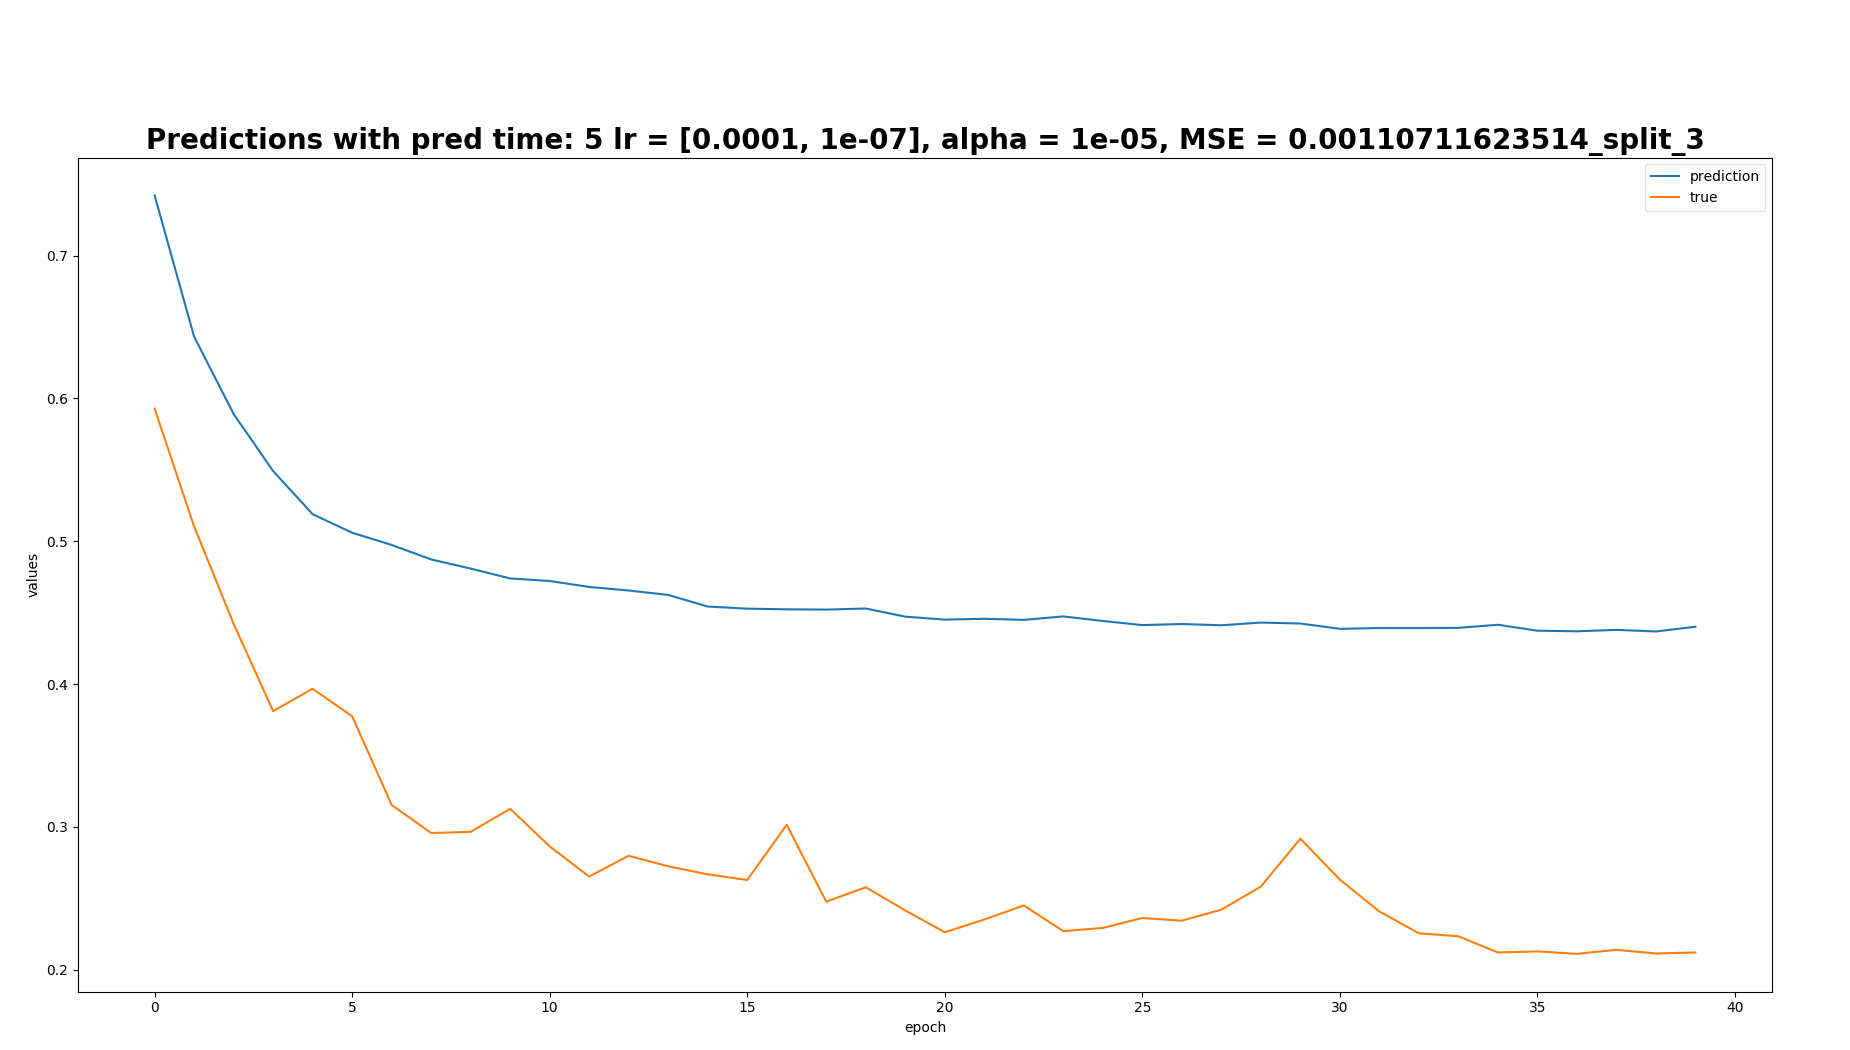 Predictions with pred time: 5 lr = [0.0001, 1e-07], alpha = 1e-05, MSE = 0.00110711623514_split_3
prediction
true
0.7
0.6
0.5
0.4
0.3
0.2
values
0 5 10 15 20 25 30 35 40
epoch